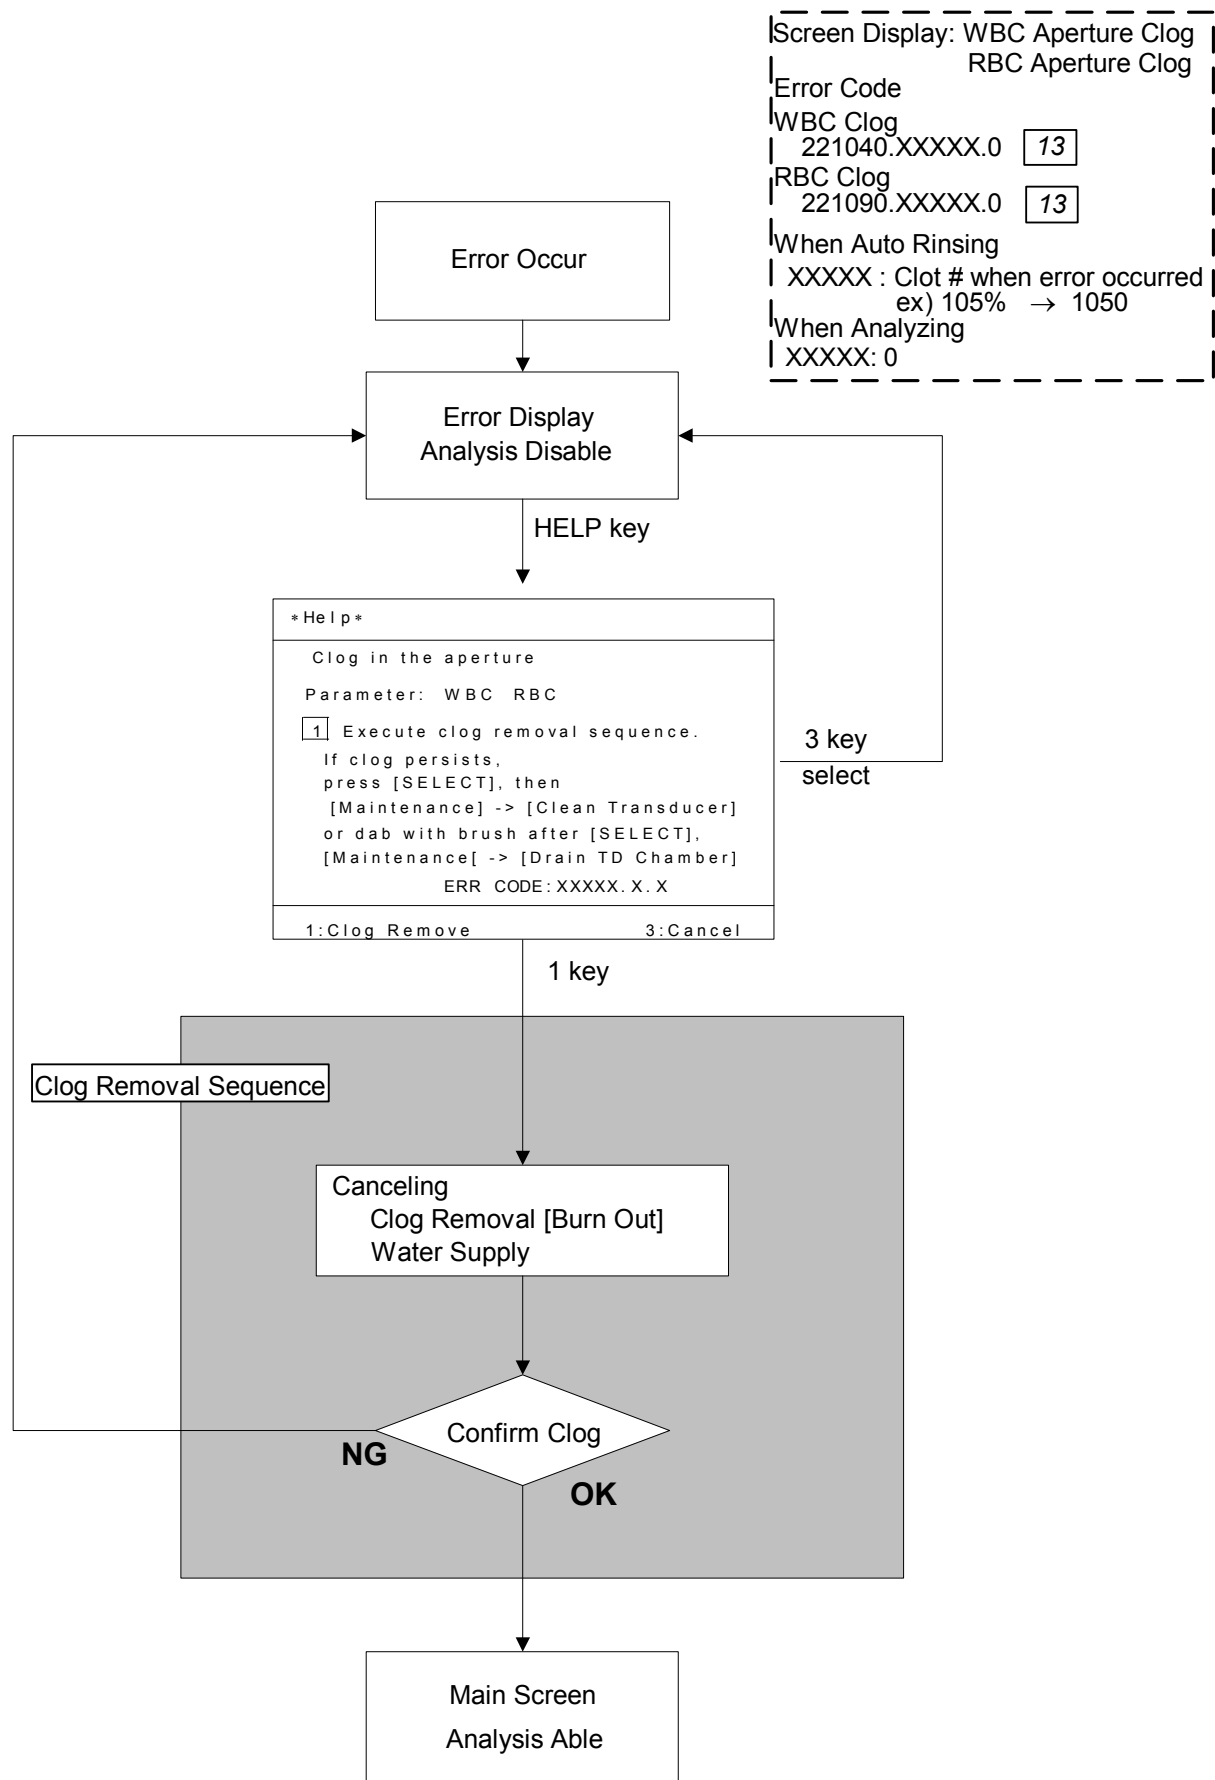 Screen Display: WBC Aperture Clog
RBC Aperture Clog
Error Code
WBC Clog
221040.XXXXX.0 13
RBC Clog
221090.XXXXX.0 13
When Auto Rinsing
XXXXX : Clot # when error occurred
ex) 105% → 1050
When Analyzing
XXXXX: 0
Error Occur
Error Display
Analysis Disable
HELP key
*Help*
Clog in the aperture
Parameter: WBC RBC
1 Execute clog removal sequence.
If clog persists,
press [SELECT], then
[Maintenance] -> [Clean Transducer]
or dab with brush after [SELECT],
[Maintenance[ -> [Drain TD Chamber]
ERR CODE:XXXXX.X.X
1:Clog Remove 3:Cancel
3 key
select
1 key
Clog Removal Sequence
Canceling
Clog Removal [Burn Out]
Water Supply
Confirm Clog
NG
OK
Main Screen
Analysis Able